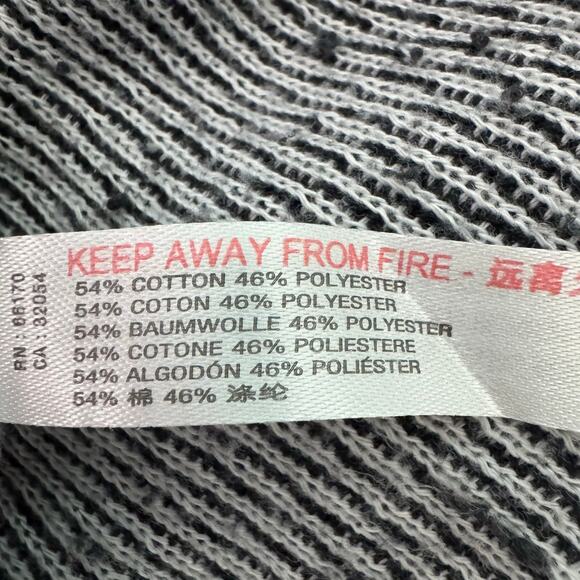 KEEP AWAY FROM FIRE - 远离
54% COTTON 46% POLYESTER
54% COTON 46% POLYESTER
54% BAUMWOLLE 46% POLYESTER
54% COTONE 46% POLIESTERE
54% ALGODÓN 46% POLIÉSTER
54% 棉 46% 涤纶
RN : 66170
CA : 32054